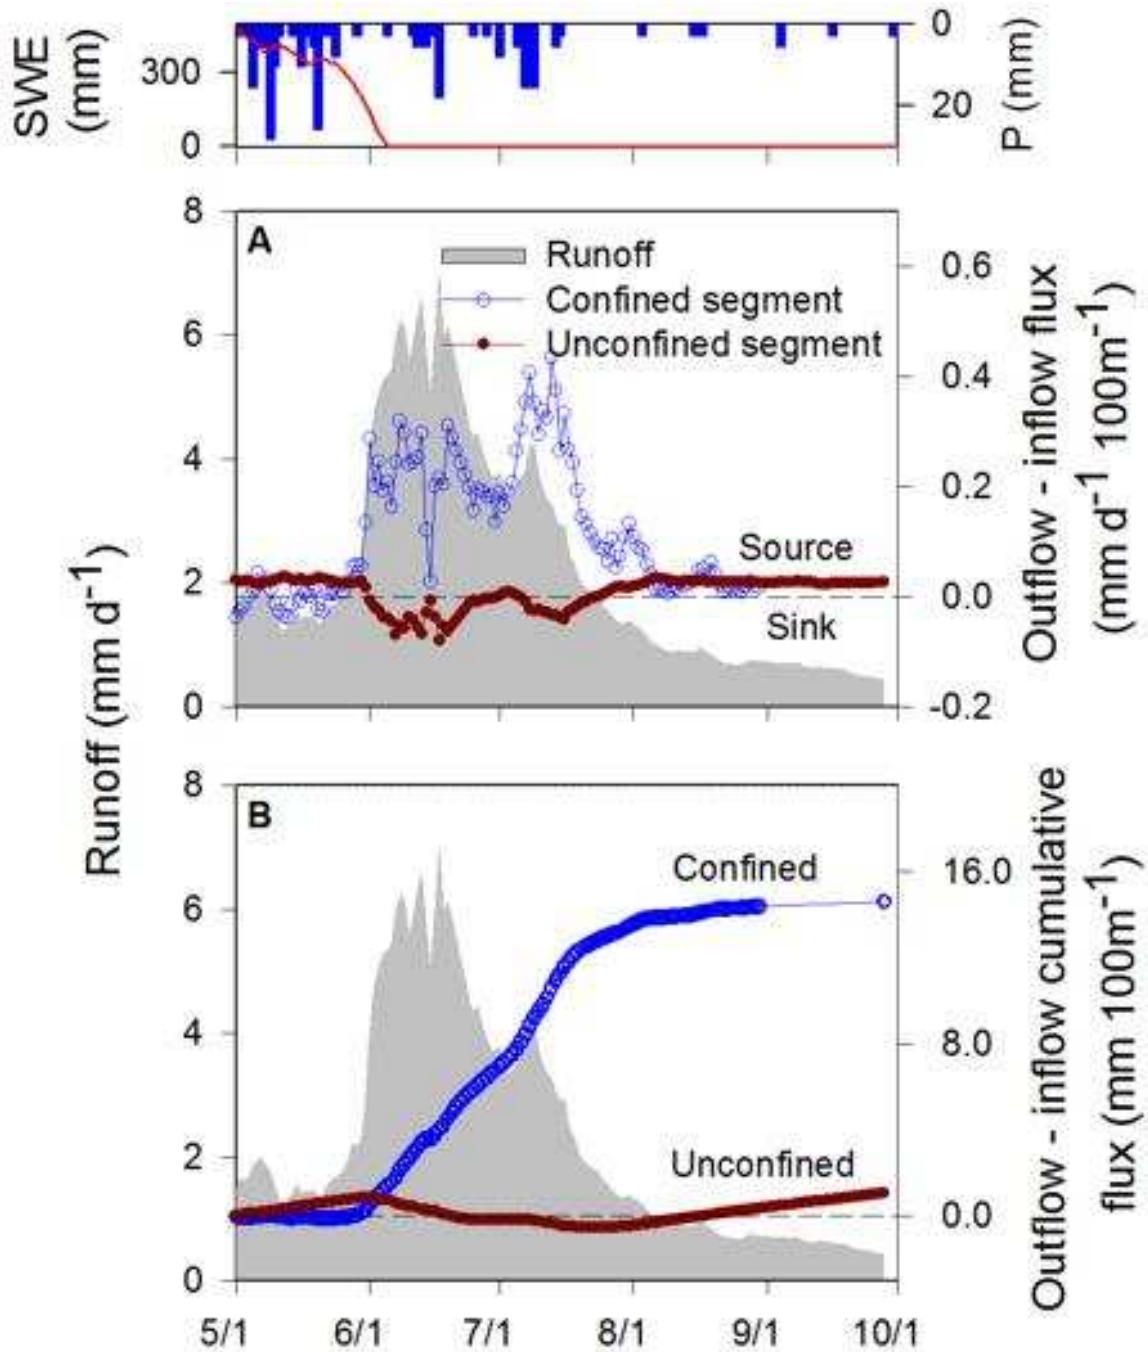 SWE
(mm)
300
0
0
20
P (mm)
A
Runoff
Confined segment
Unconfined segment
Source
Sink
8
6
4
2
0
0.6
0.4
0.2
0.0
-0.2
Outflow - inflow flux
(mm d⁻¹ 100m⁻¹)
Runoff (mm d⁻¹)
B
Confined
Unconfined
8
6
4
2
0
16.0
8.0
0.0
Outflow - inflow cumulative
flux (mm 100m⁻¹)
5/1 6/1 7/1 8/1 9/1 10/1